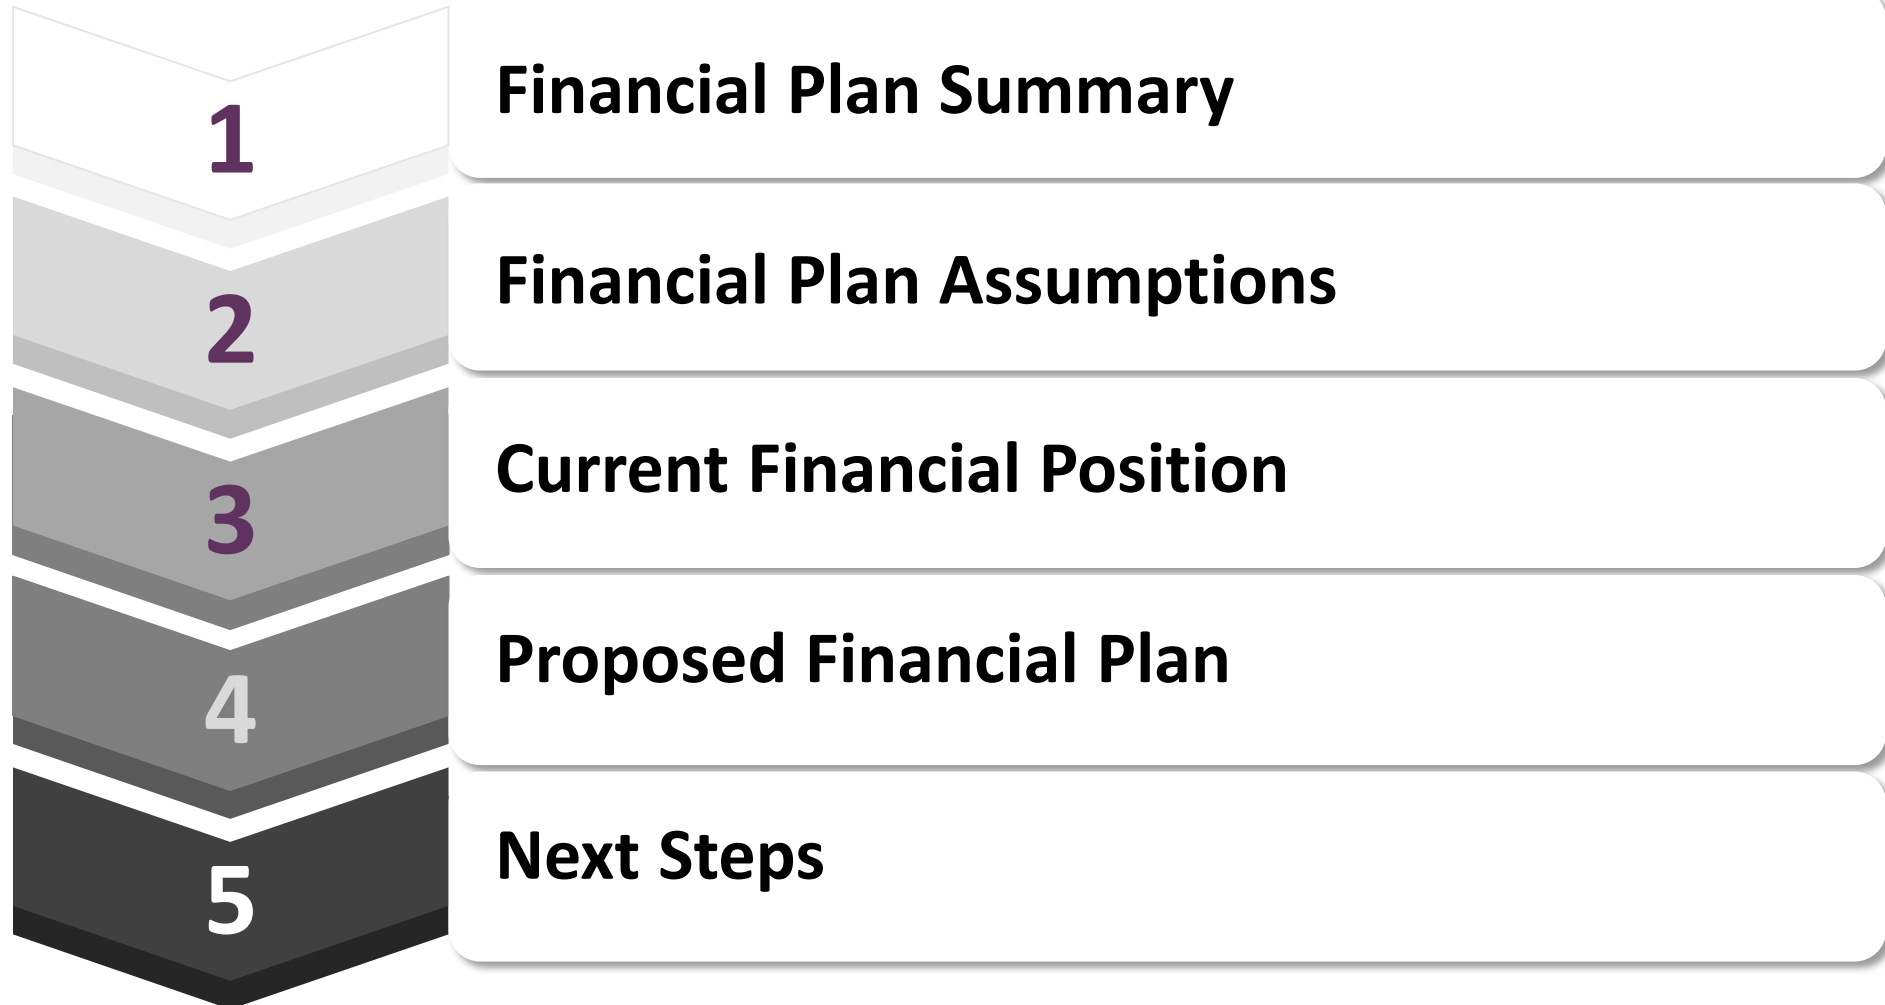 1
Financial Plan Summary
2
Financial Plan Assumptions
3
Current Financial Position
4
Proposed Financial Plan
5
Next Steps